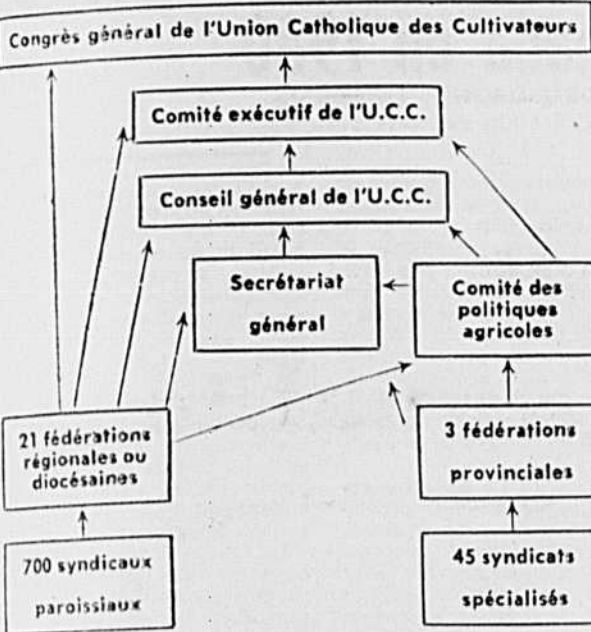 Congrès général de l'Union Catholique des Cultivateurs
Comité exécutif de l'U.C.C.
Conseil général de l'U.C.C.
Secrétariat
général
Comité des
politiques
agricoles
21 fédérations
régionales ou
diocésaines
3 fédérations
provinciales
700 syndicaux
paroissiaux
45 syndicats
spécialisés